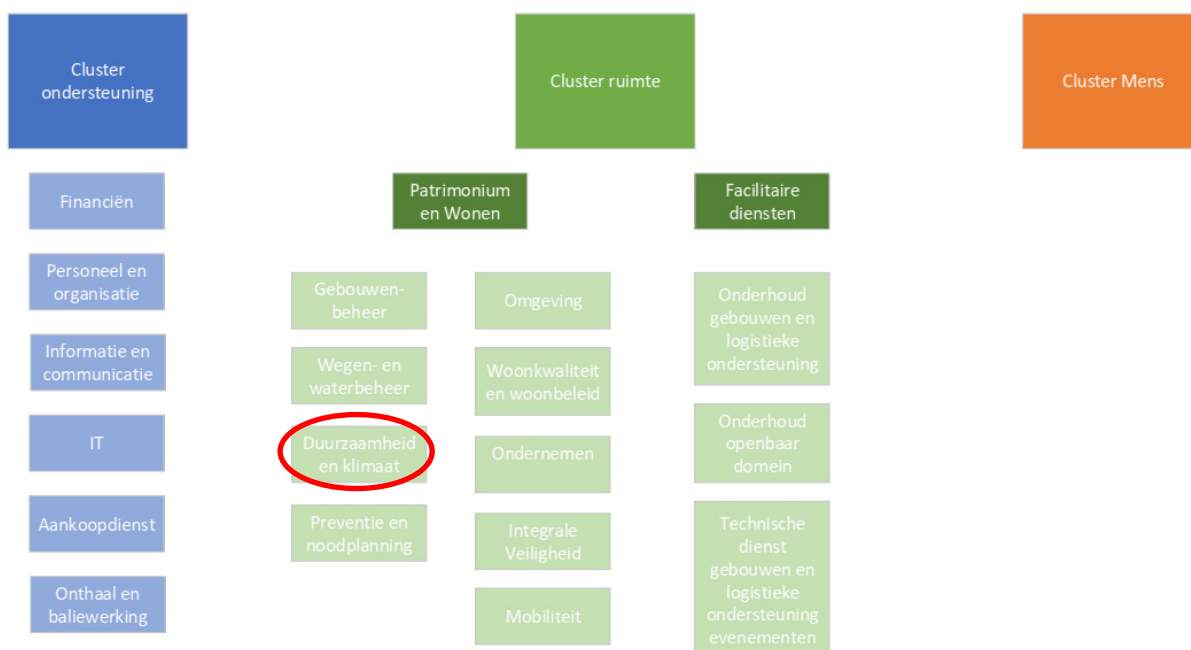 Cluster
ondersteuning
Cluster ruimte
Cluster Mens
Financiën
Personeel en
organisatie
Informatie en
communicatie
IT
Aankoopdienst
Onthaal en
baliewerking
Patrimonium
en Wonen
Gebouwen-
beheer
Wegen- en
waterbeheer
Duurzaamheid
en klimaat
Preventie en
noodplanning
Omgeving
Woonkwaliteit
en woonbeleid
Ondernemen
Integrale
Veiligheid
Mobiliteit
Facilitaire
diensten
Onderhoud
gebouwen en
logistieke
ondersteuning
Onderhoud
openbaar
domein
Technische
dienst
gebouwen en
logistieke
ondersteuning
evenementen